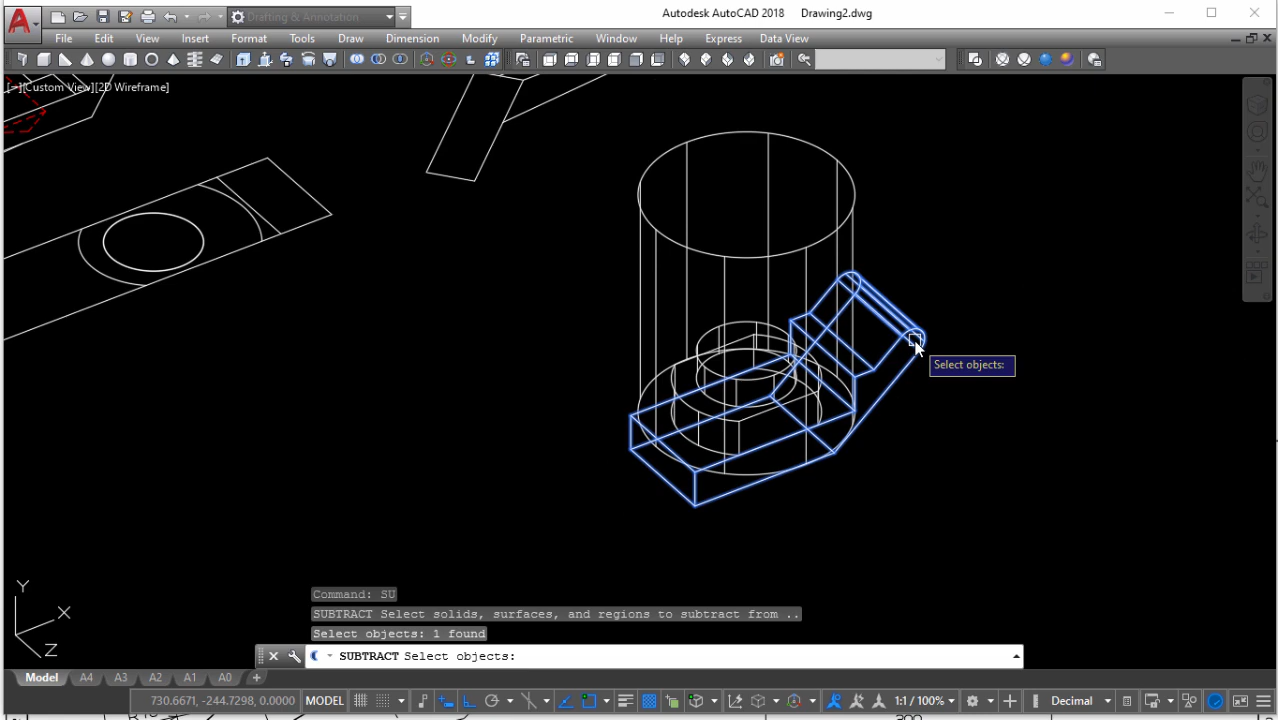 Autodesk AutoCAD 2018 Drawing2.dwg
Drafting & Annotation
File Edit View Insert Format Tools Draw Dimension Modify Parametric Window Help Express Data View
[−][Custom View][2D Wireframe]
Select objects:
Y
X
Z
Command: SU
SUBTRACT Select solids, surfaces, and regions to subtract from ..
Select objects: 1 found
SUBTRACT Select objects:
Model A4 A3 A2 A1 A0 +
730.6671, -244.7298, 0.0000 MODEL 1:1 / 100% Decimal